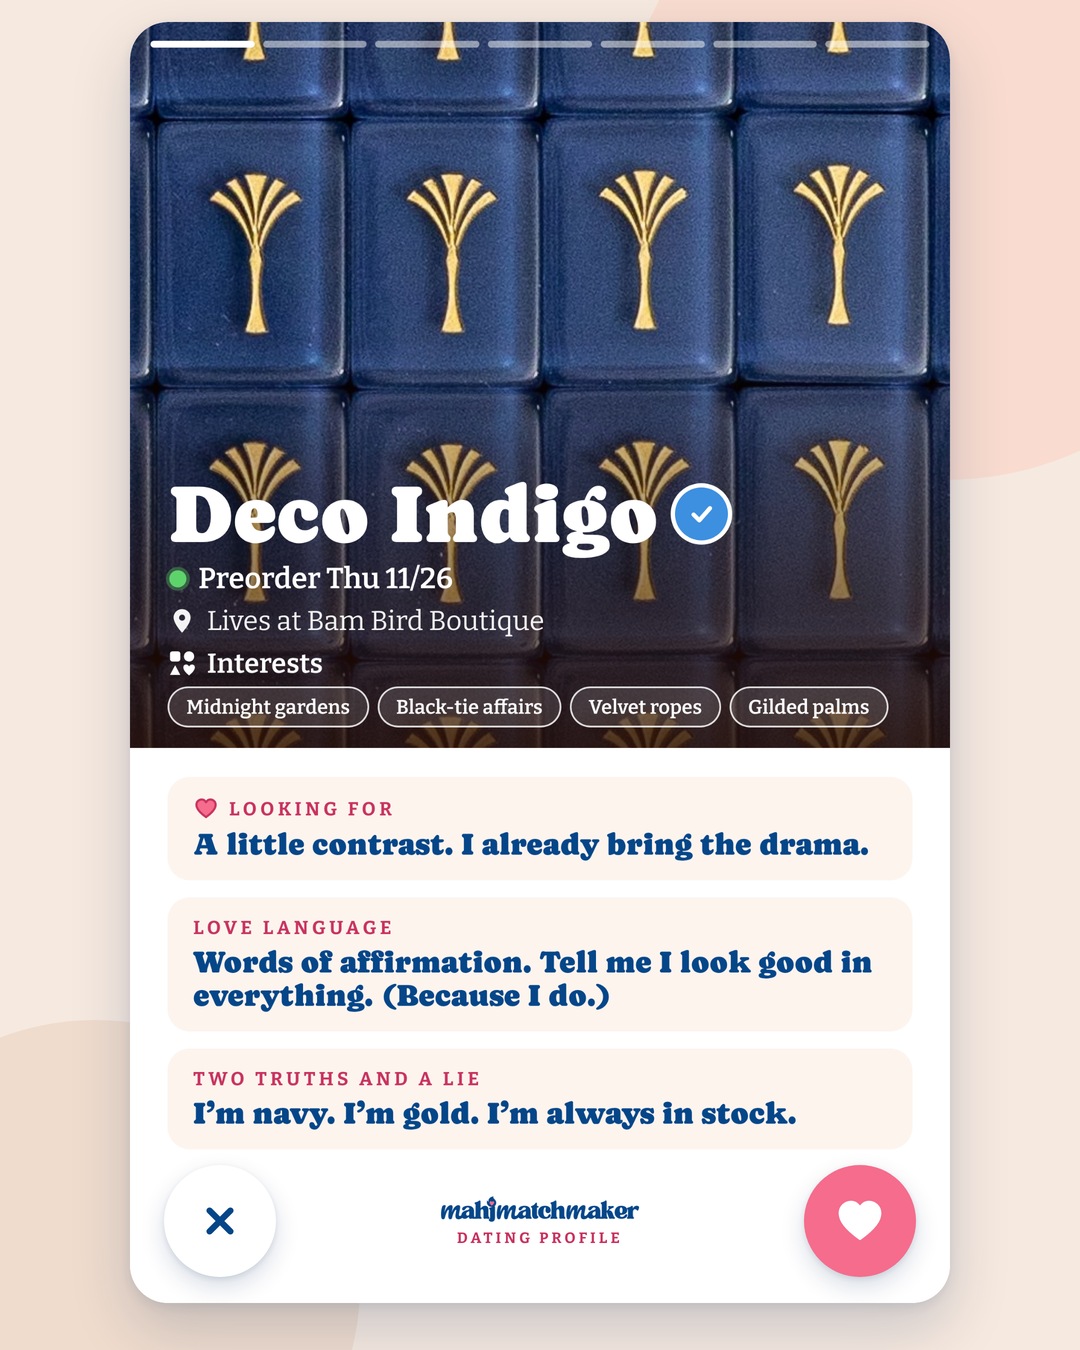 Deco Indigo
Preorder Thu 11/26
Lives at Bam Bird Boutique
Interests
Midnight gardens
Black-tie affairs
Velvet ropes
Gilded palms
LOOKING FOR
A little contrast. I already bring the drama.
LOVE LANGUAGE
Words of affirmation. Tell me I look good in
everything. (Because I do.)
TWO TRUTHS AND A LIE
I’m navy. I’m gold. I’m always in stock.
mahjmatchmaker
DATING PROFILE